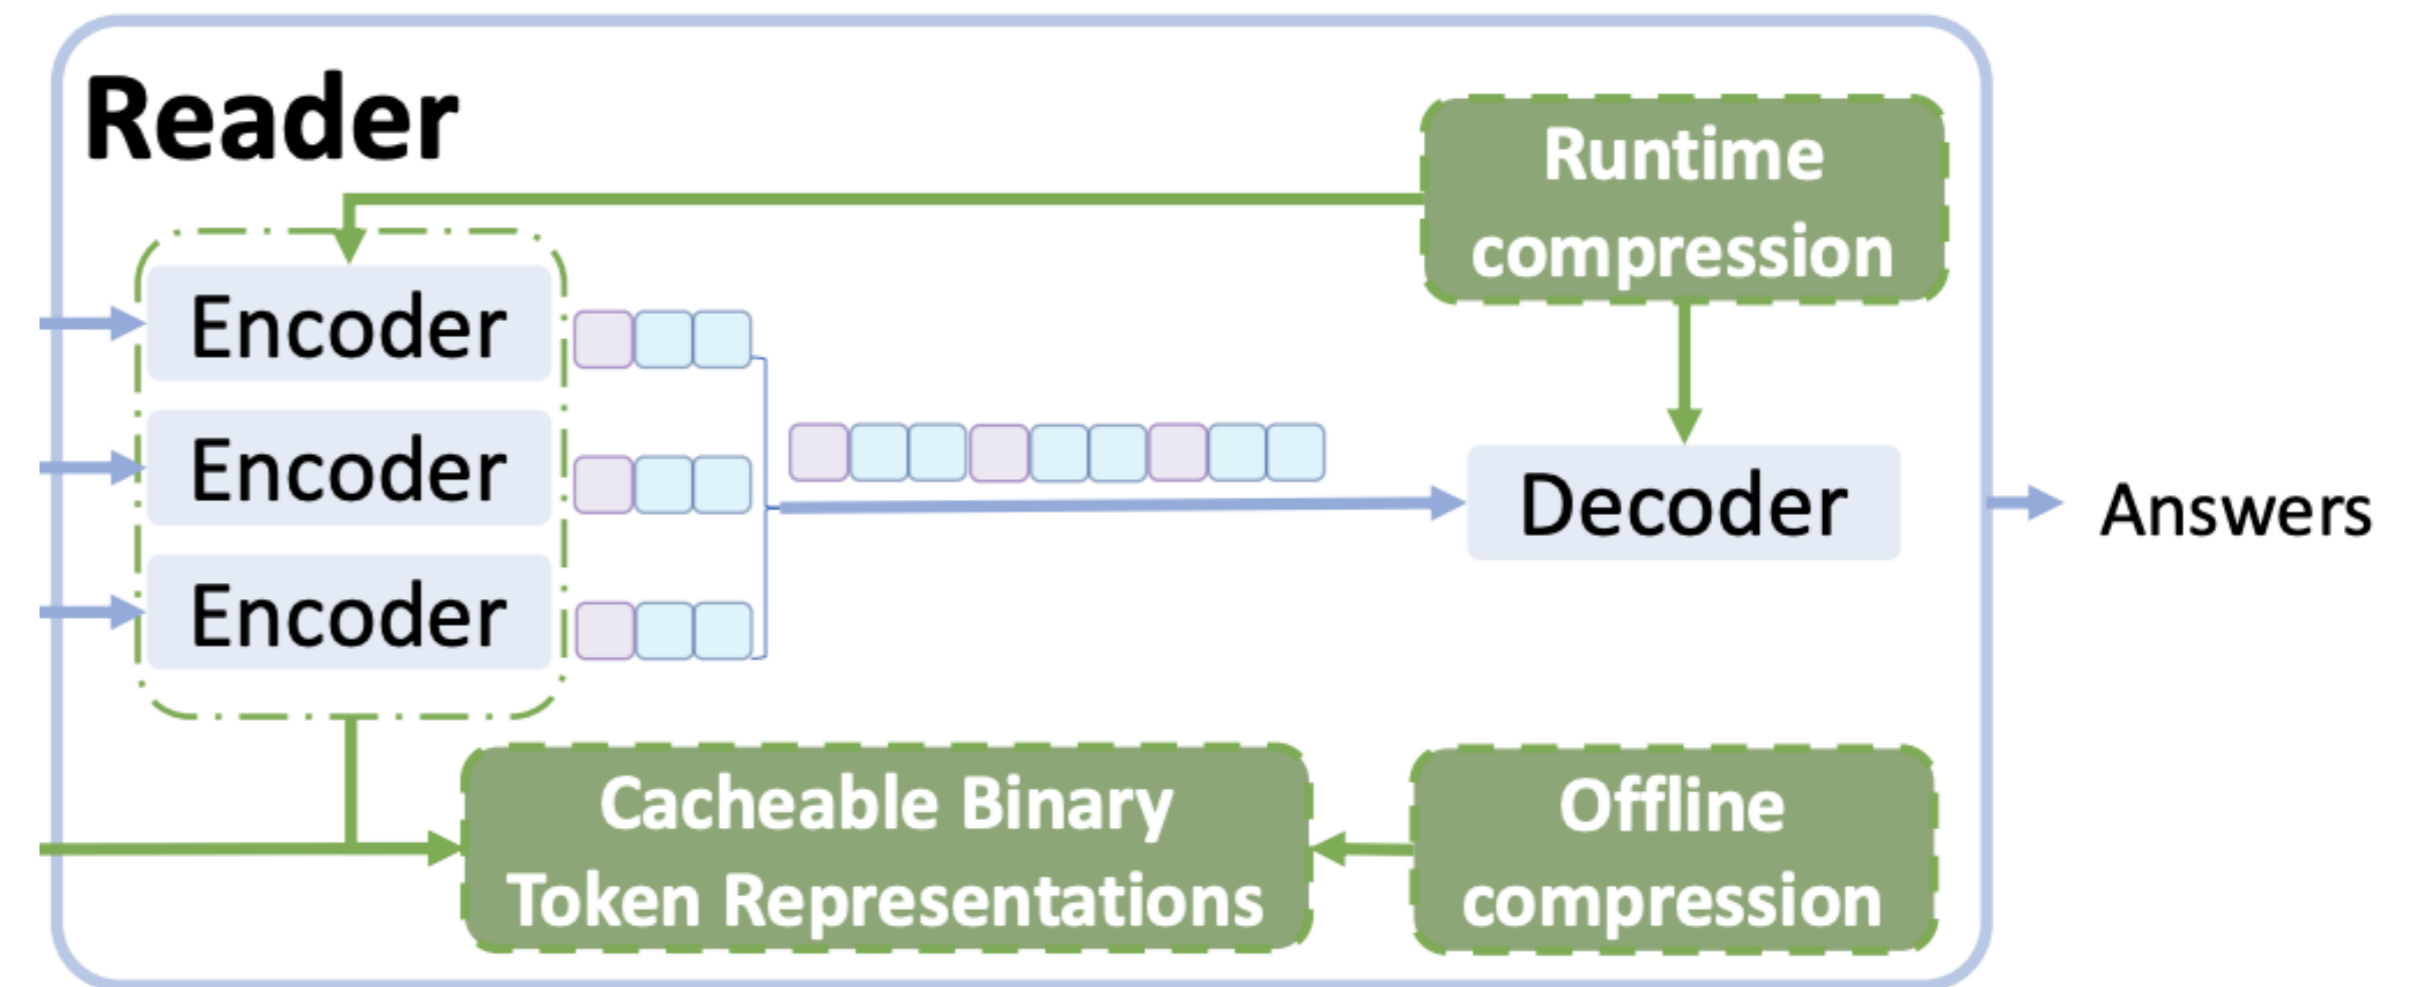 Reader
Runtime
compression
Encoder
Encoder
Encoder
Decoder
Answers
Cacheable Binary
Token Representations
Offline
compression